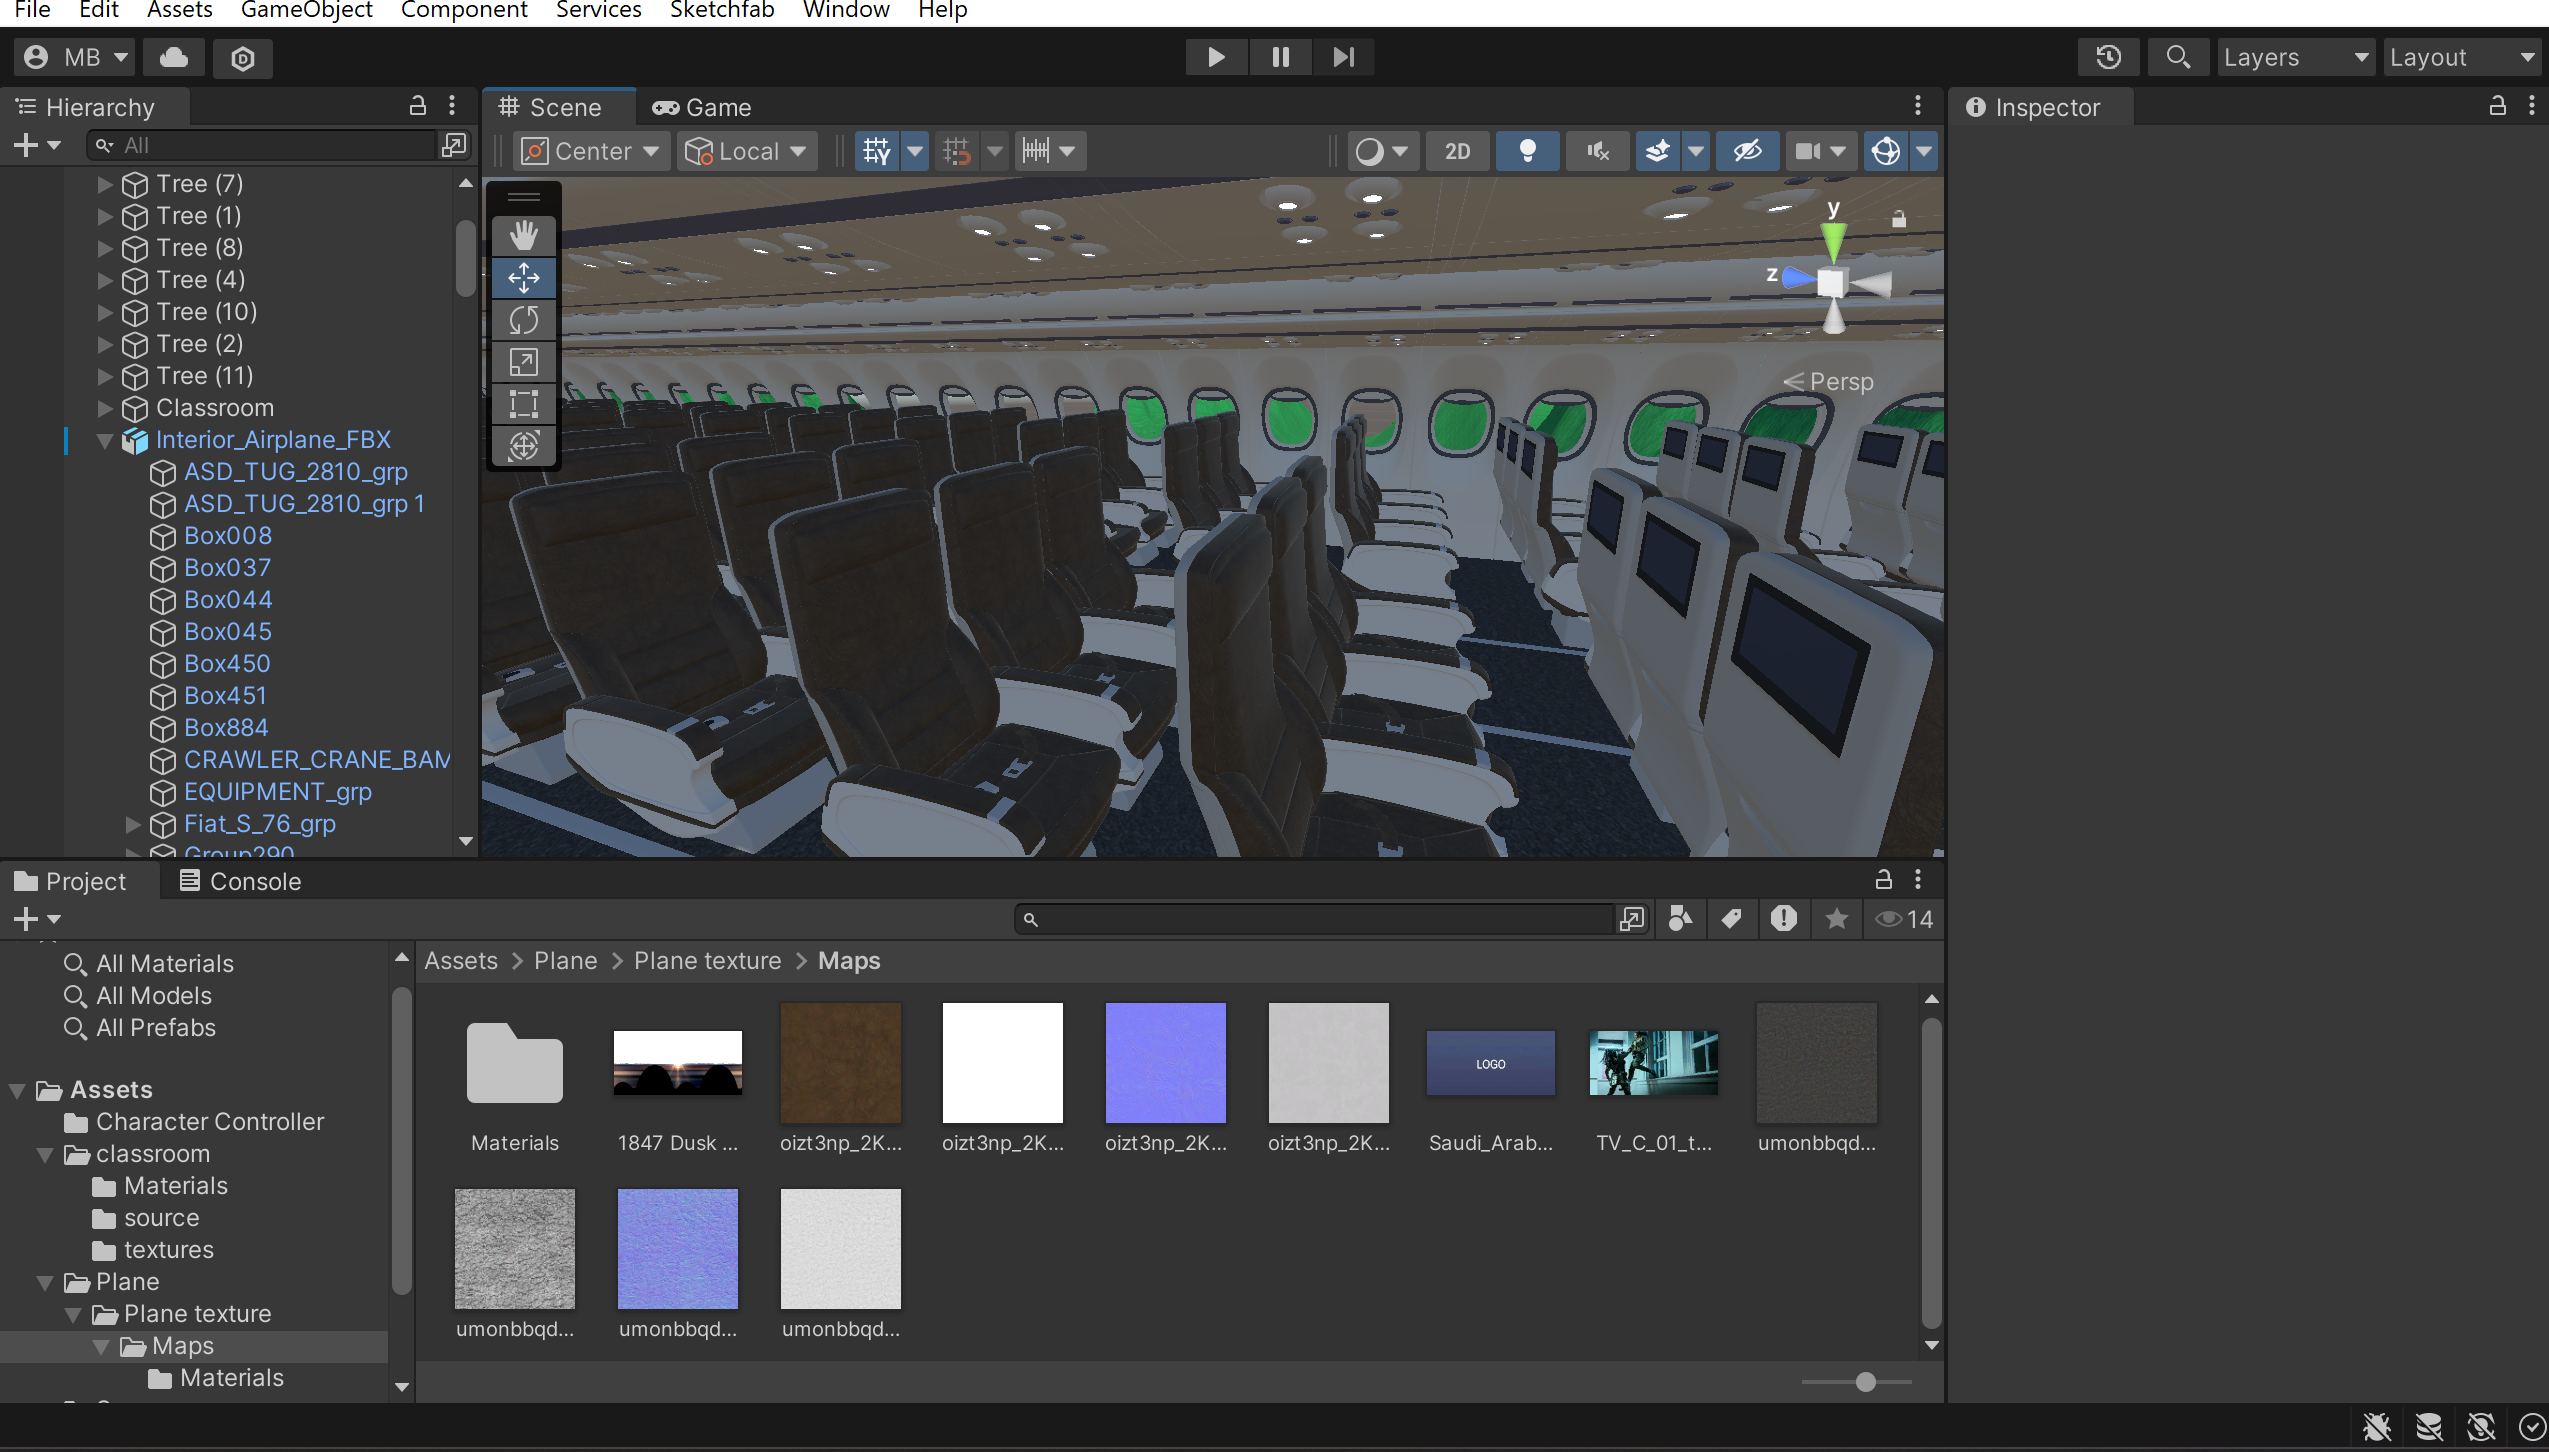 File Edit Assets GameObject Component Services Sketchfab Window Help
MB Layers Layout
Hierarchy
All
Tree (7)
Tree (1)
Tree (8)
Tree (4)
Tree (10)
Tree (2)
Tree (11)
Classroom
Interior_Airplane_FBX
ASD_TUG_2810_grp
ASD_TUG_2810_grp 1
Box008
Box037
Box044
Box045
Box450
Box451
Box884
CRAWLER_CRANE_BAM
EQUIPMENT_grp
Fiat_S_76_grp
Group290
Scene Game
Center Local 2D
y
z
Persp
Inspector
Project Console
14
All Materials
All Models
All Prefabs
Assets
Character Controller
classroom
Materials
source
textures
Plane
Plane texture
Maps
Materials
Assets > Plane > Plane texture > Maps
LOGO
Materials 1847 Dusk ... oizt3np_2K... oizt3np_2K... oizt3np_2K... oizt3np_2K... Saudi_Arab... TV_C_01_t... umonbbqd...
umonbbqd... umonbbqd... umonbbqd...